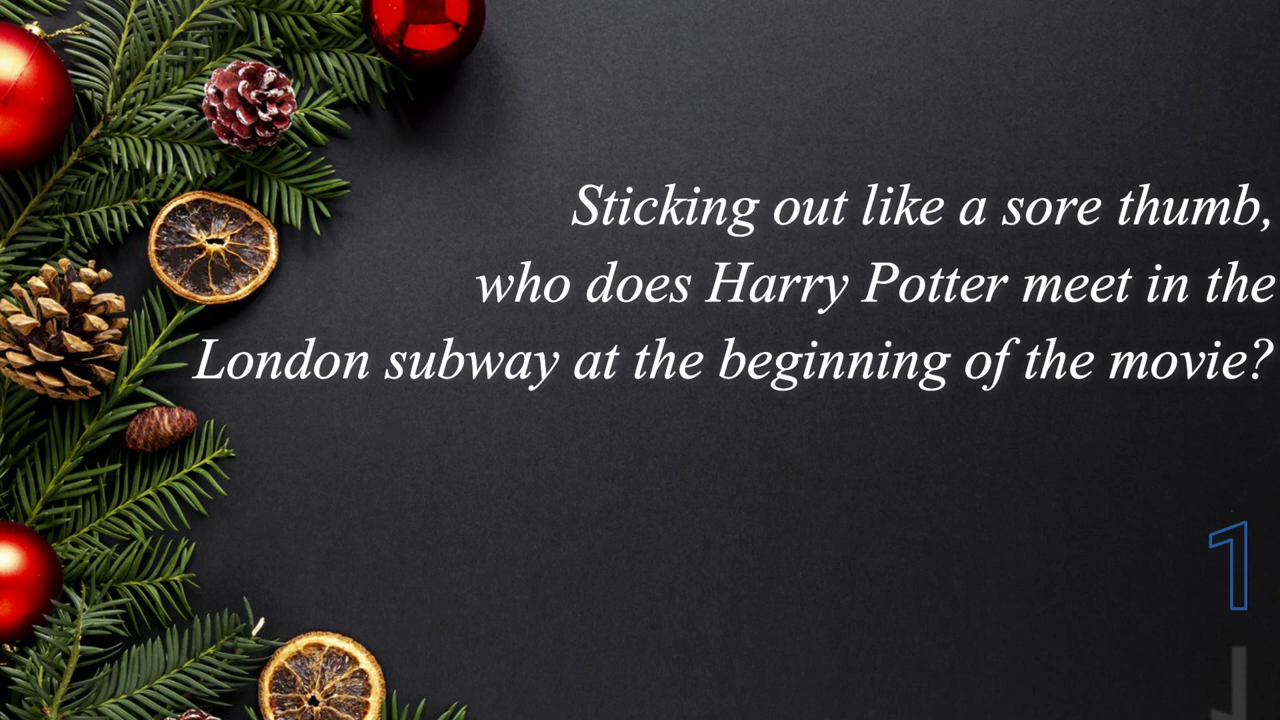 Sticking out like a sore thumb,
who does Harry Potter meet in the
London subway at the beginning of the movie?
1